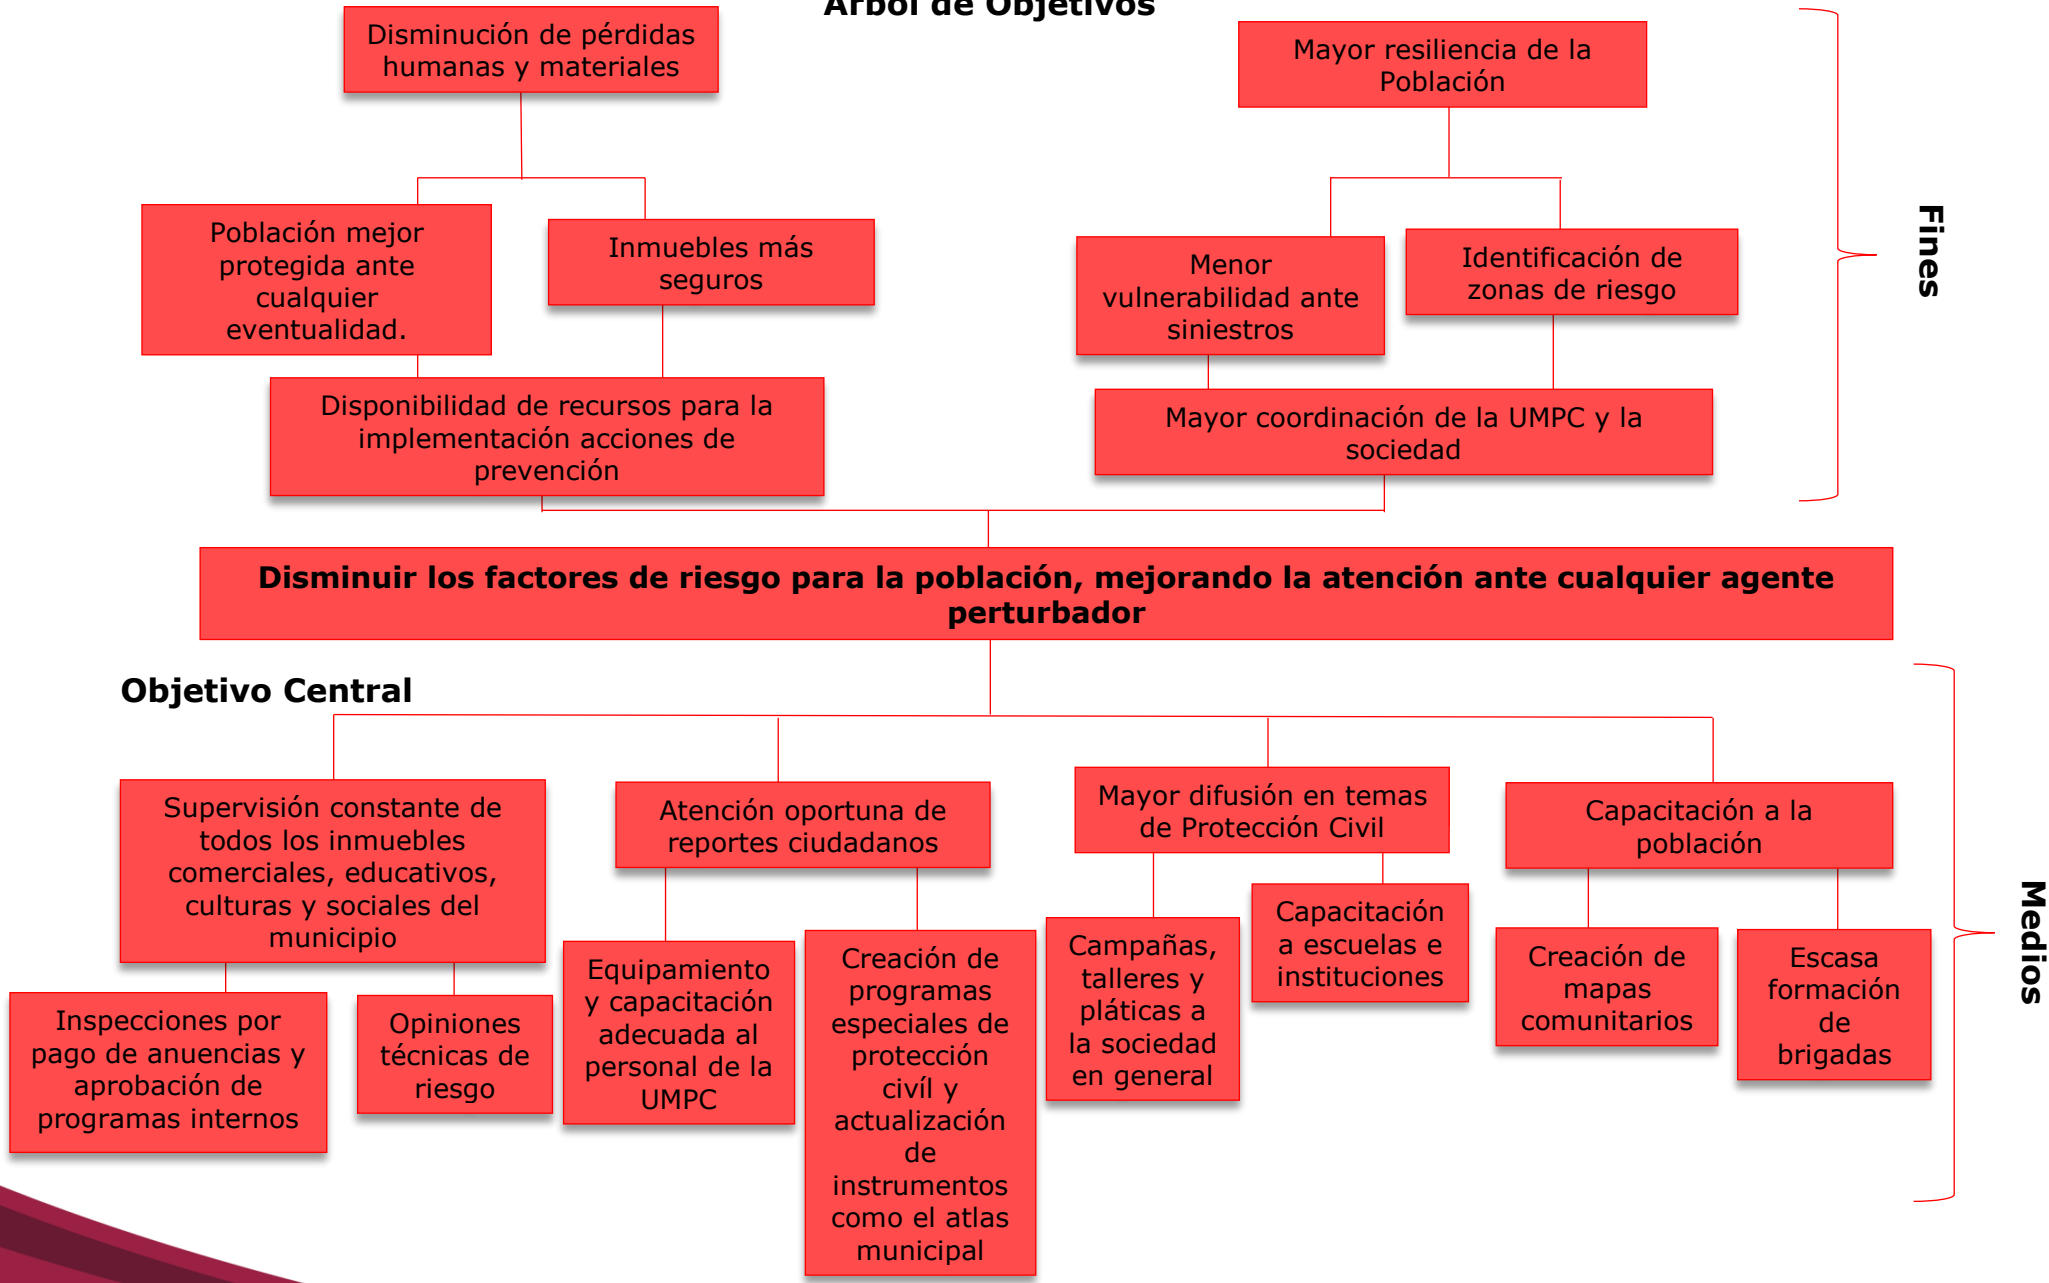 Árbol de Objetivos
Disminución de pérdidas
humanas y materiales
Mayor resiliencia de la
Población
Población mejor
protegida ante
cualquier
eventualidad.
Inmuebles más
seguros
Menor
vulnerabilidad ante
siniestros
Identificación de
zonas de riesgo
Fines
Disponibilidad de recursos para la
implementación acciones de
prevención
Mayor coordinación de la UMPC y la
sociedad
Disminuir los factores de riesgo para la población, mejorando la atención ante cualquier agente
perturbador
Objetivo Central
Supervisión constante de
todos los inmuebles
comerciales, educativos,
culturas y sociales del
municipio
Atención oportuna de
reportes ciudadanos
Mayor difusión en temas
de Protección Civil
Capacitación a la
población
Medios
Inspecciones por
pago de anuencias y
aprobación de
programas internos
Opiniones
técnicas de
riesgo
Equipamiento
y capacitación
adecuada al
personal de la
UMPC
Creación de
programas
especiales de
protección
civíl y
actualización
de
instrumentos
como el atlas
municipal
Campañas,
talleres y
pláticas a
la sociedad
en general
Capacitación
a escuelas e
instituciones
Creación de
mapas
comunitarios
Escasa
formación
de
brigadas